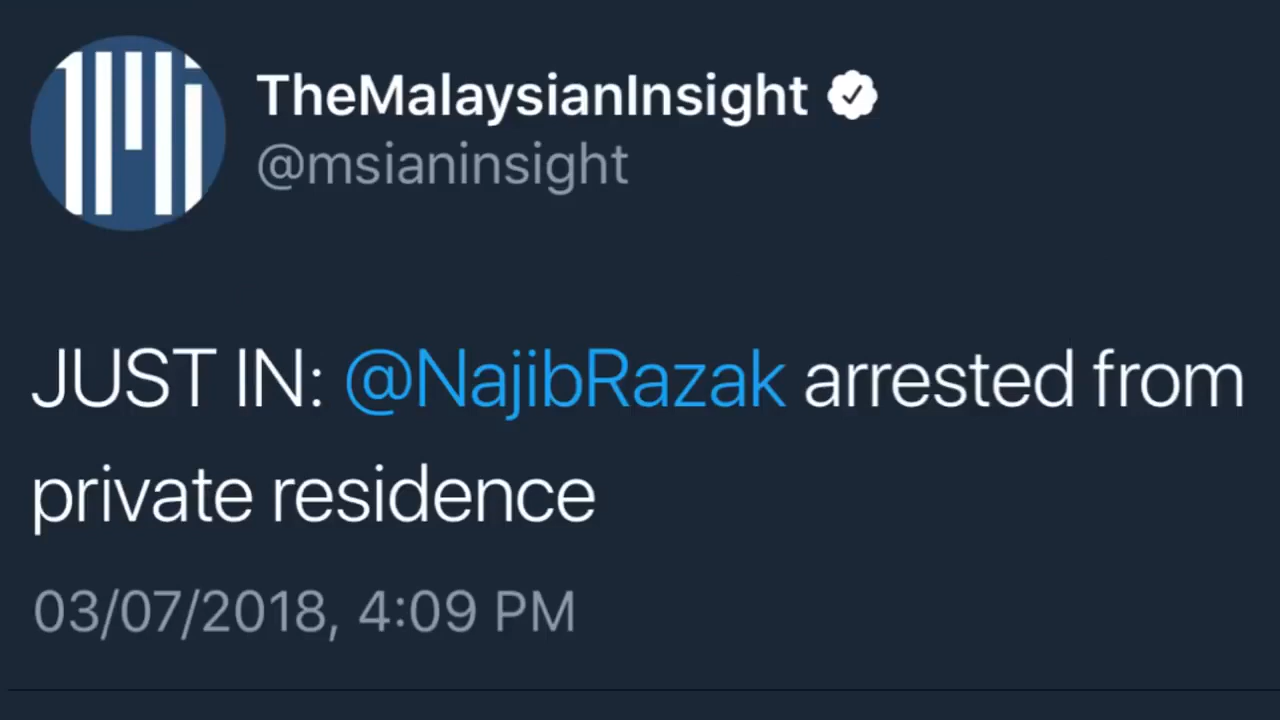 TheMalaysianInsight
@msianinsight
JUST IN: @NajibRazak arrested from
private residence
03/07/2018, 4:09 PM